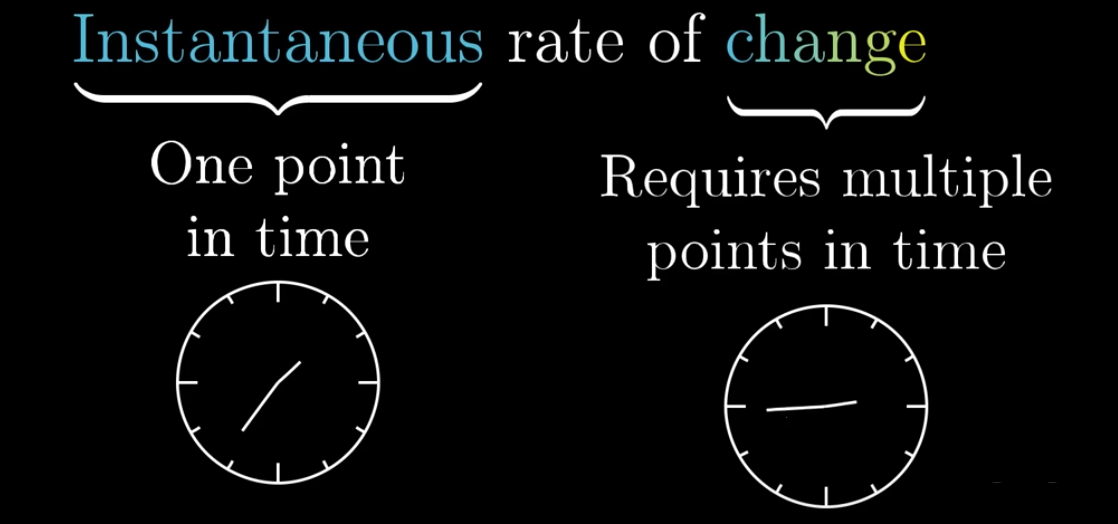 Instantaneous rate of change
One point
in time
Requires multiple
points in time